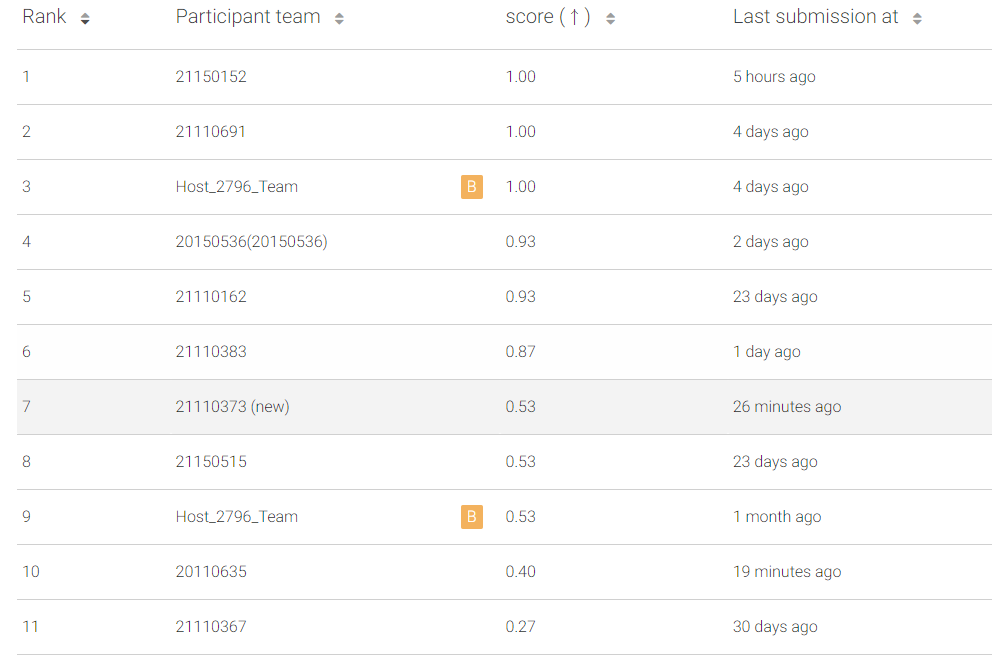 Rank Participant team score (↑) Last submission at
1 21150152 1.00 5 hours ago
2 21110691 1.00 4 days ago
3 Host_2796_Team B 1.00 4 days ago
4 20150536(20150536) 0.93 2 days ago
5 21110162 0.93 23 days ago
6 21110383 0.87 1 day ago
7 21110373 (new) 0.53 26 minutes ago
8 21150515 0.53 23 days ago
9 Host_2796_Team B 0.53 1 month ago
10 20110635 0.40 19 minutes ago
11 21110367 0.27 30 days ago